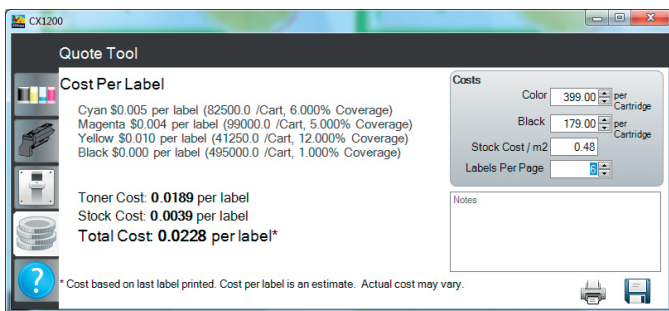 CX1200
Quote Tool
Cost Per Label
Cyan $0.005 per label (82500.0 /Cart, 6.000% Coverage)
Magenta $0.004 per label (99000.0 /Cart, 5.000% Coverage)
Yellow $0.010 per label (41250.0 /Cart, 12.000% Coverage)
Black $0.000 per label (495000.0 /Cart, 1.000% Coverage)
Toner Cost: 0.0189 per label
Stock Cost: 0.0039 per label
Total Cost: 0.0228 per label*
* Cost based on last label printed. Cost per label is an estimate. Actual cost may vary.
Costs
Color 399.00 per Cartridge
Black 179.00 per Cartridge
Stock Cost / m2 0.48
Labels Per Page 6
Notes
?